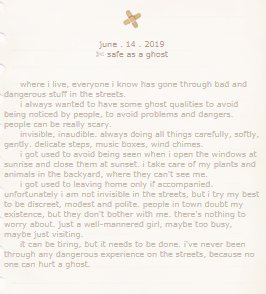 june . 14 . 2019
safe as a ghost
where i live, everyone i know has gone through bad and
dangerous stuff in the streets.
i always wanted to have some ghost qualities to avoid
being noticed by people, to avoid problems and dangers.
people can be really scary.
invisible, inaudible. always doing all things carefully, softly,
gently. delicate steps, music boxes, wind chimes.
i got used to avoid being seen when i open the windows at
sunrise and close them at sunset. i take care of my plants and
animals in the backyard, where they can't see me.
i got used to leaving home only if accompanied.
unfortunately i am not invisible in the streets, but i try my best
to be discreet, modest and polite. people in town doubt my
existence, but they don't bother with me. there's nothing to
worry about. just a well-mannered girl, maybe too busy,
maybe just visiting.
it can be tiring, but it needs to be done. i've never been
through any dangerous experience on the streets, because no
one can hurt a ghost.